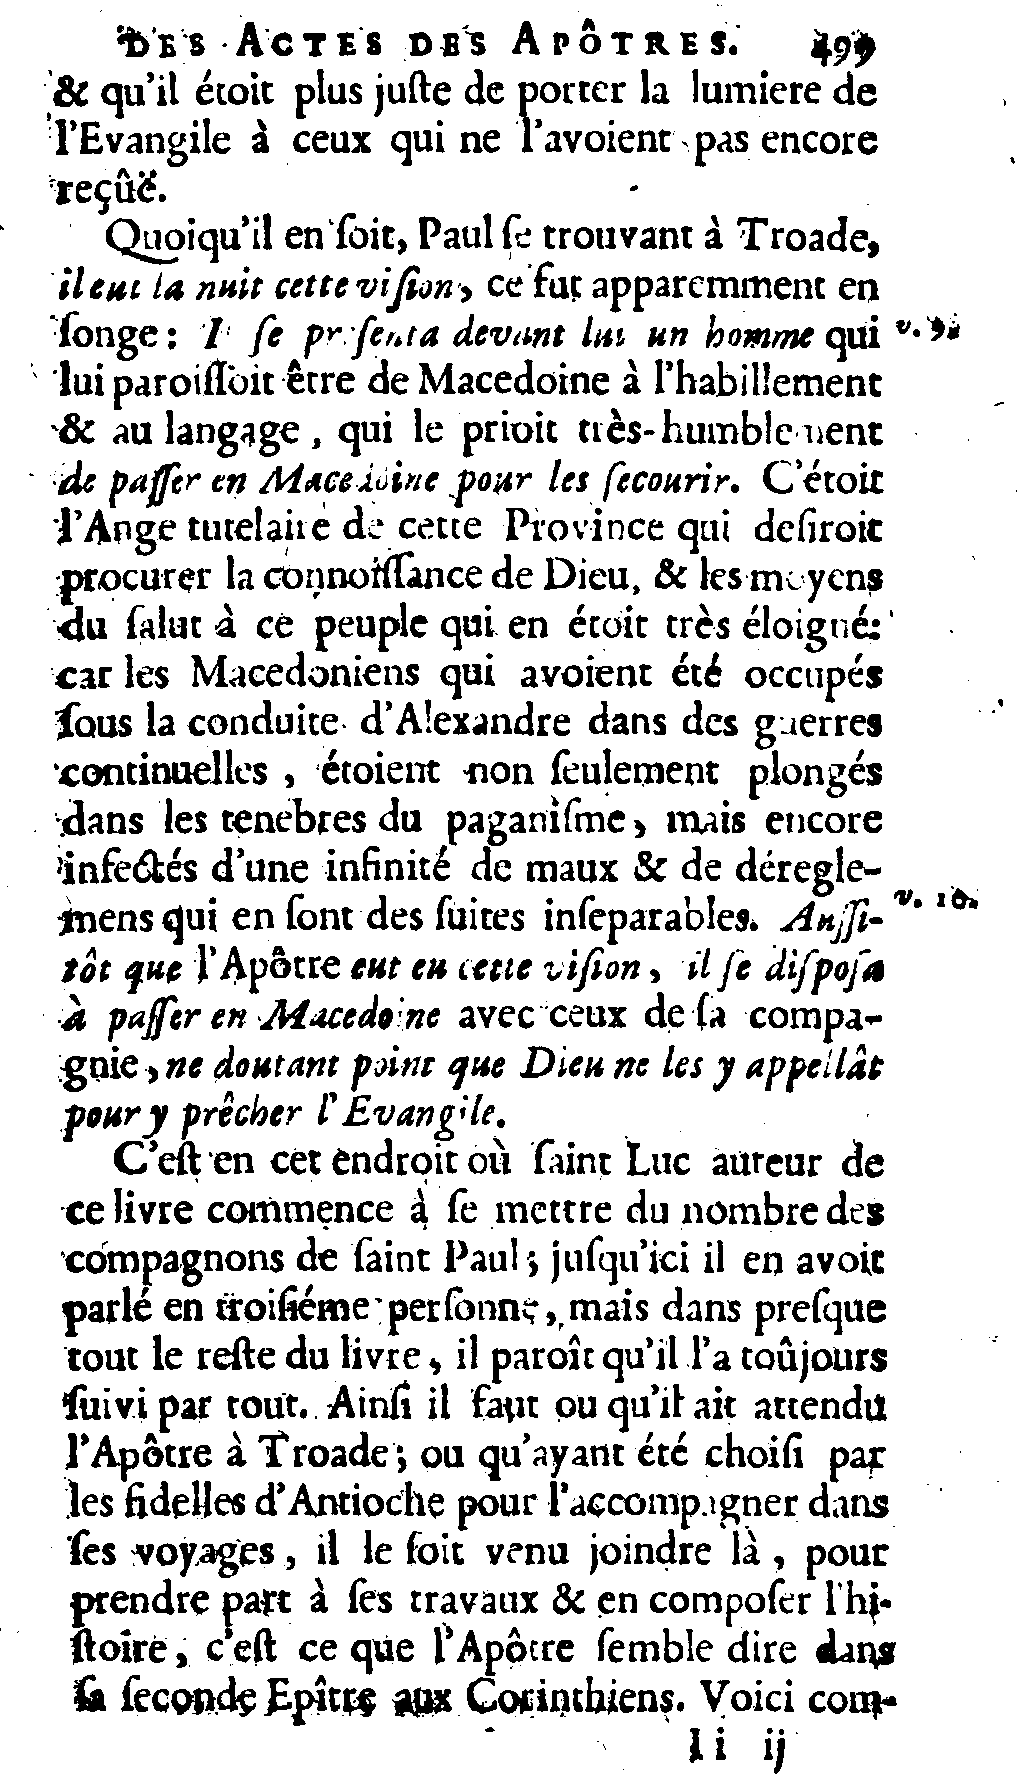 DES ACTES DES APÔTRES. 499
& qu'il étoit plus juſte de porter la lumiere de
l'Evangile à ceux qui ne l'avoient pas encore
reçûë.
Quoiqu'il en ſoit, Paul ſe trouvant à Troade,
il eut la nuit cette viſion, ce fut apparemment en
ſonge: Il ſe preſenta devant lui un homme qui v. 9.
lui paroiſſoit être de Macedoine à l'habillement
& au langage, qui le prioit très-humblement
de paſſer en Macedoine pour les ſecourir. C'étoit
l'Ange tutelaire de cette Province qui deſiroit
procurer la connoiſſance de Dieu, & les moyens
du ſalut à ce peuple qui en étoit très éloigné:
car les Macedoniens qui avoient été occupés
ſous la conduite d'Alexandre dans des guerres
continuelles, étoient non ſeulement plongés
dans les tenebres du paganiſme, mais encore
infectés d'une infinité de maux & de déregle-
mens qui en ſont des ſuites inſeparables. Auſſi- v. 10.
tôt que l'Apôtre eut eu cette viſion, il ſe diſpoſa
à paſſer en Macedoine avec ceux de ſa compa-
gnie, ne doutant point que Dieu ne les y appellât
pour y prêcher l'Evangile.
C'eſt en cet endroit où ſaint Luc auteur de
ce livre commence à ſe mettre du nombre des
compagnons de ſaint Paul; juſqu'ici il en avoit
parlé en troiſiéme perſonne, mais dans preſque
tout le reſte du livre, il paroît qu'il l'a toûjours
ſuivi par tout. Ainſi il faut ou qu'il ait attendu
l'Apôtre à Troade; ou qu'ayant été choiſi par
les fidelles d'Antioche pour l'accompagner dans
ſes voyages, il le ſoit venu joindre là, pour
prendre part à ſes travaux & en compoſer l'hi-
ſtoire, c'eſt ce que l'Apôtre ſemble dire dans
ſa ſeconde Epître aux Corinthiens. Voici com-
Ii ij